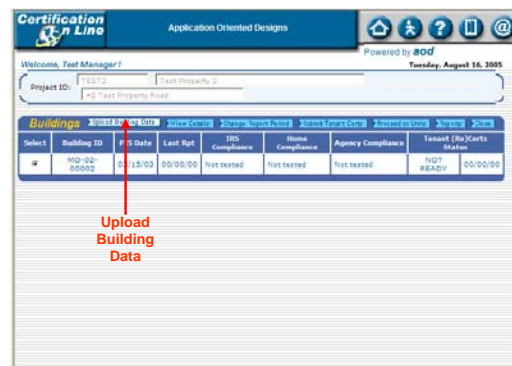 Certification
On Line
Application Oriented Designs
Powered by aod
Welcome, Test Manager!
Tuesday, August 16, 2005
Project ID: TEST2 Test Property 2
#2 Test Property Road
Buildings Upload Building Data View Details Change Report Period Submit Tenant Certs Proceed to Units Reports Close
Select Building ID PIS Date Last Rpt IRS Compliance Home Compliance Agency Compliance Tenant (Re)Certs Status
MD-02-00002 /15/03 00/00/00 Not tested Not tested Not tested NOT READY 00/00/00
Upload
Building
Data